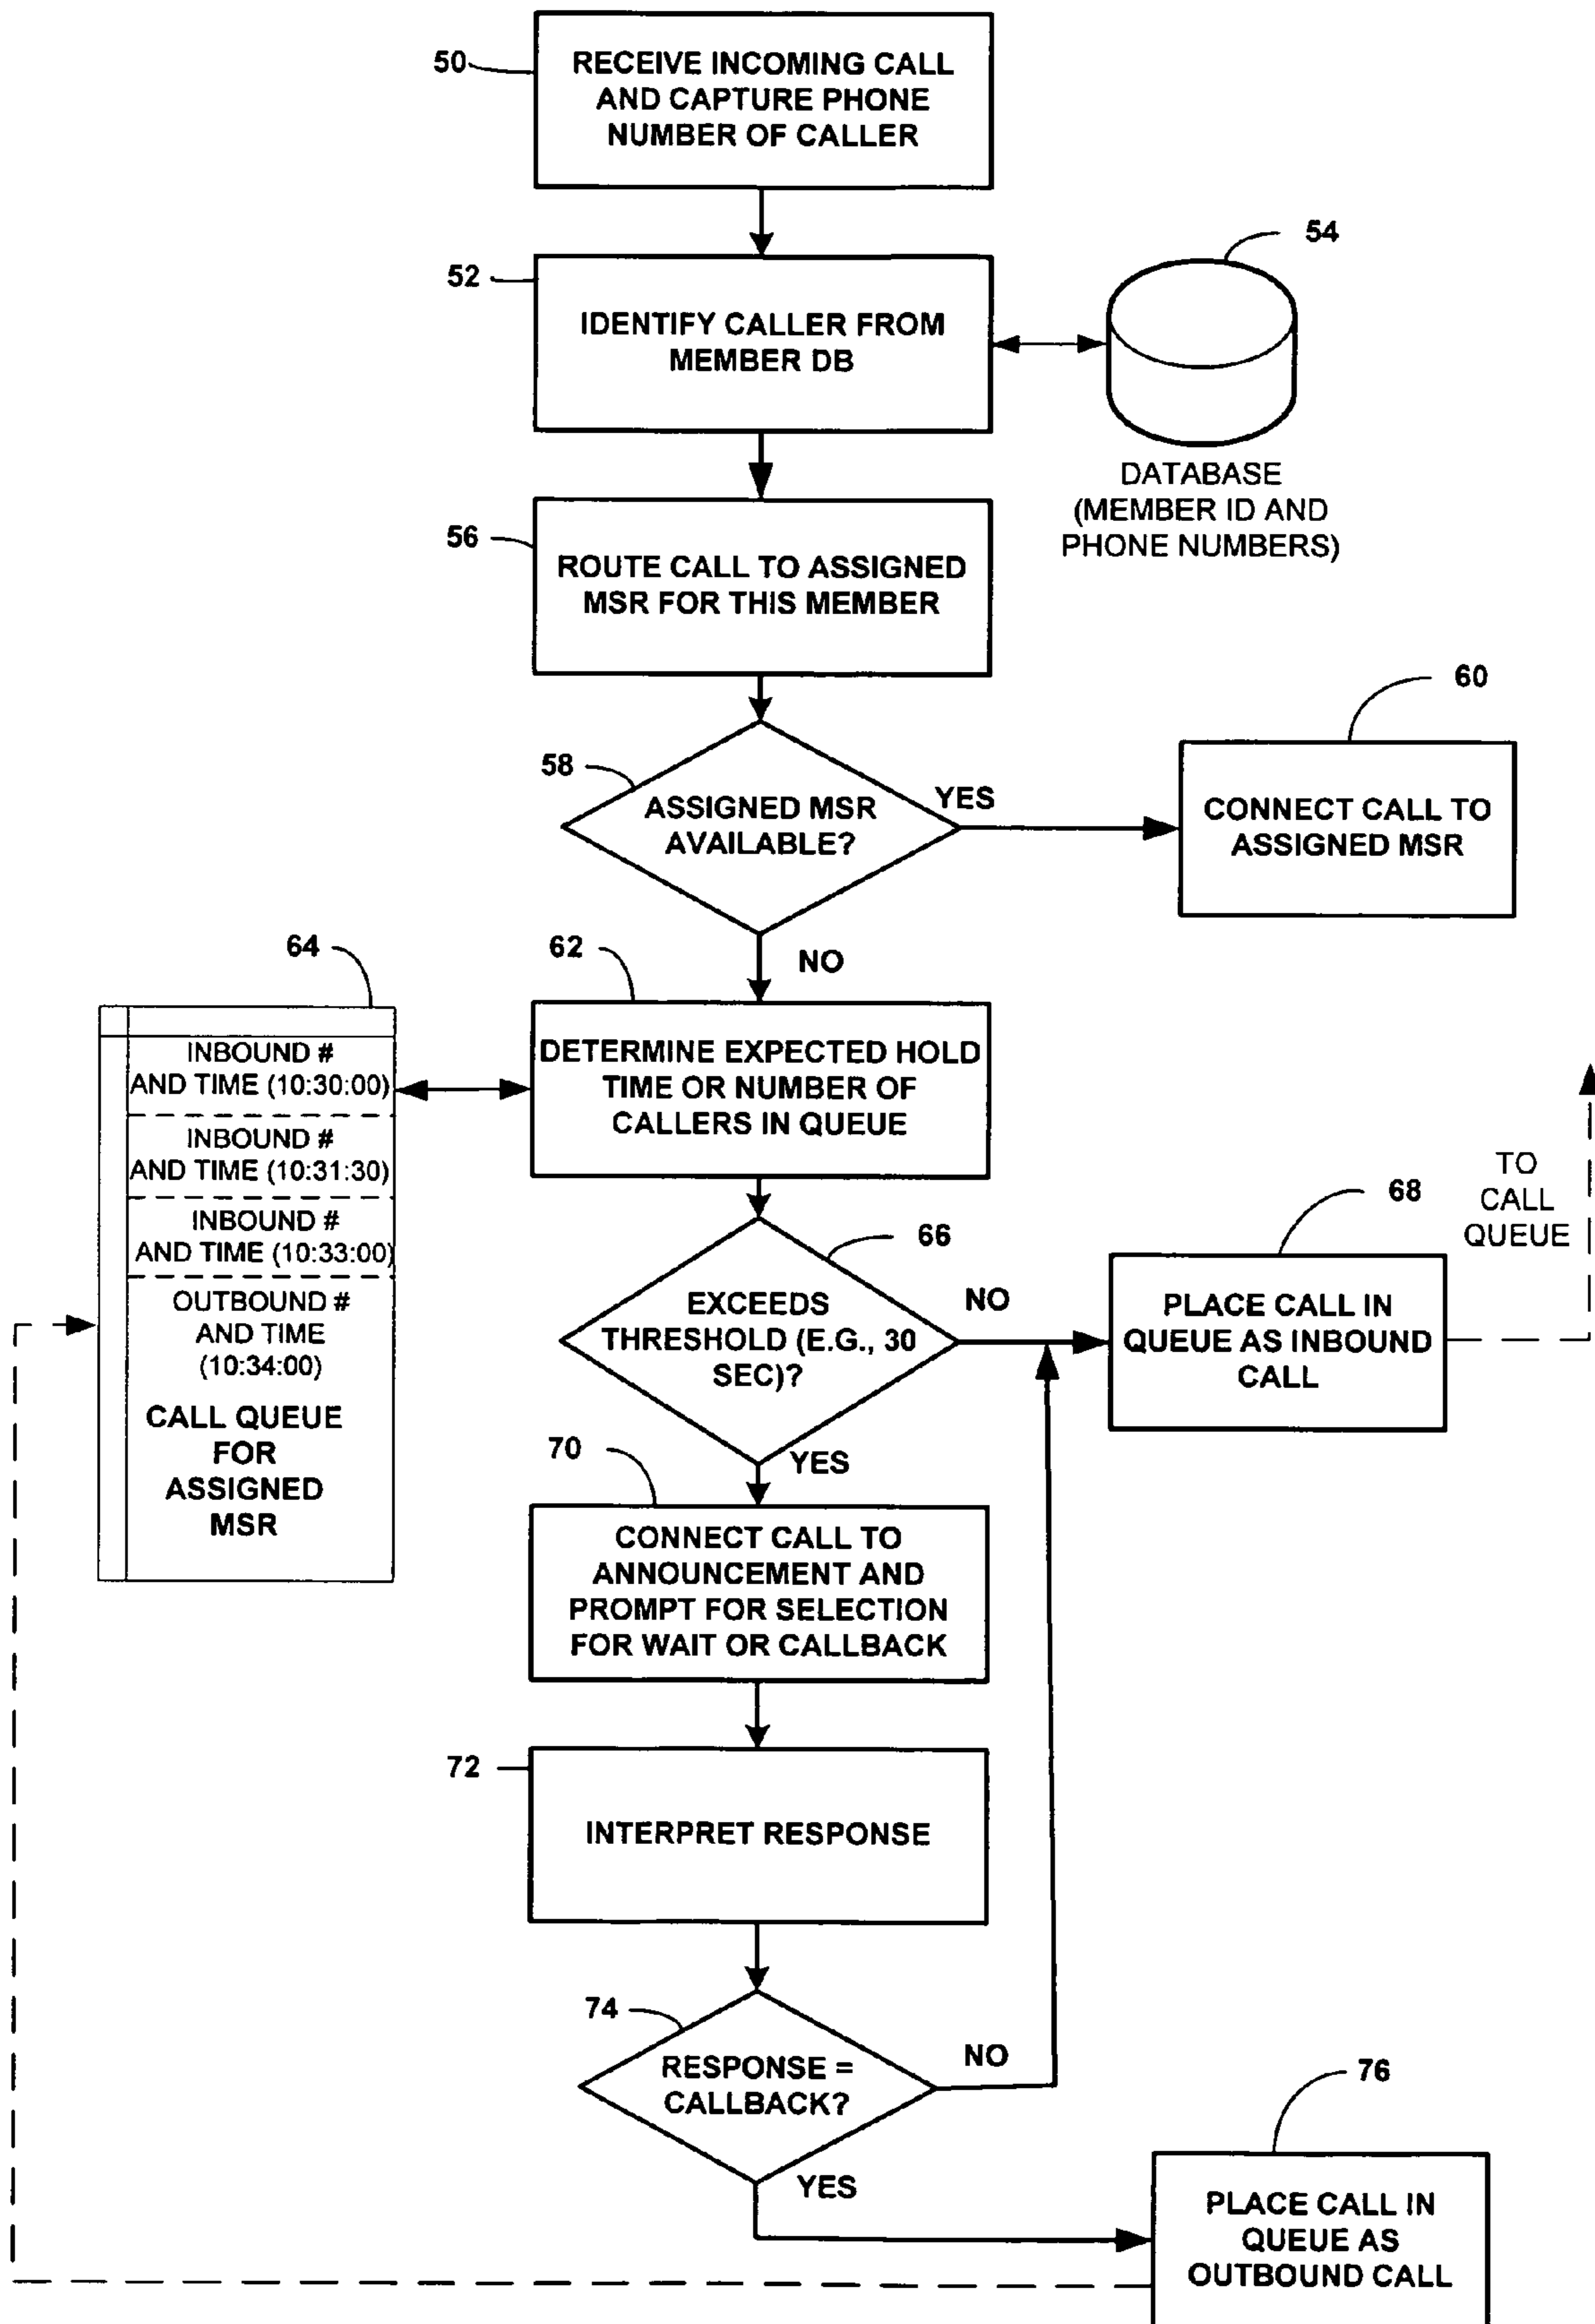 50
RECEIVE INCOMING CALL
AND CAPTURE PHONE
NUMBER OF CALLER
52
IDENTIFY CALLER FROM
MEMBER DB
54
DATABASE
(MEMBER ID AND
PHONE NUMBERS)
56
ROUTE CALL TO ASSIGNED
MSR FOR THIS MEMBER
58
ASSIGNED MSR
AVAILABLE?
YES
60
CONNECT CALL TO
ASSIGNED MSR
NO
62
DETERMINE EXPECTED HOLD
TIME OR NUMBER OF
CALLERS IN QUEUE
64
INBOUND #
AND TIME (10:30:00)
INBOUND #
AND TIME (10:31:30)
INBOUND #
AND TIME (10:33:00)
OUTBOUND #
AND TIME
(10:34:00)
CALL QUEUE
FOR
ASSIGNED
MSR
66
EXCEEDS
THRESHOLD (E.G., 30
SEC)?
NO
68
PLACE CALL IN
QUEUE AS INBOUND
CALL
TO
CALL
QUEUE
YES
70
CONNECT CALL TO
ANNOUNCEMENT AND
PROMPT FOR SELECTION
FOR WAIT OR CALLBACK
72
INTERPRET RESPONSE
74
RESPONSE =
CALLBACK?
NO
YES
76
PLACE CALL IN
QUEUE AS
OUTBOUND CALL